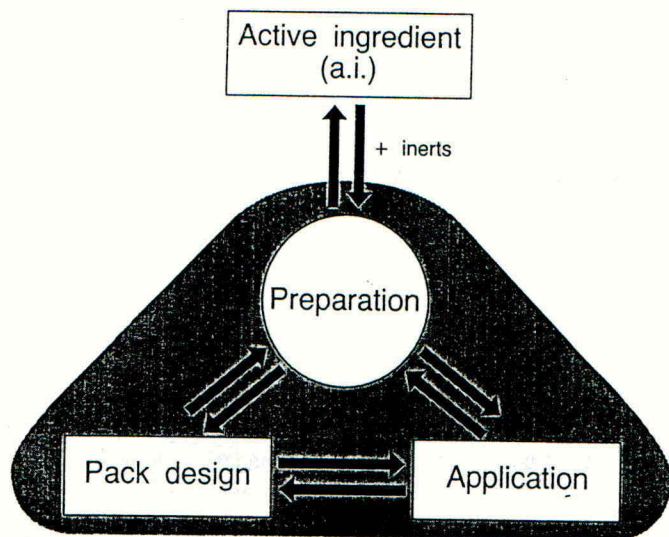 Active ingredient
(a.i.)
+ inerts
Preparation
Pack design
Application